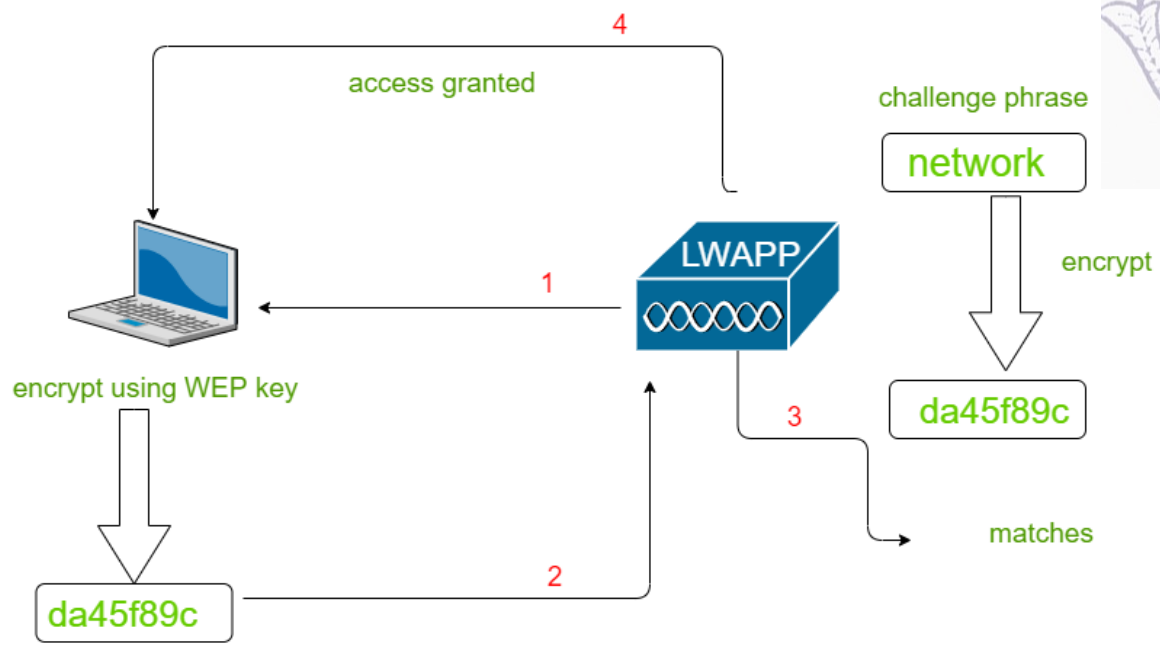 4
access granted
challenge phrase
network
LWAPP
encrypt
1
encrypt using WEP key
da45f89c
3
matches
2
da45f89c